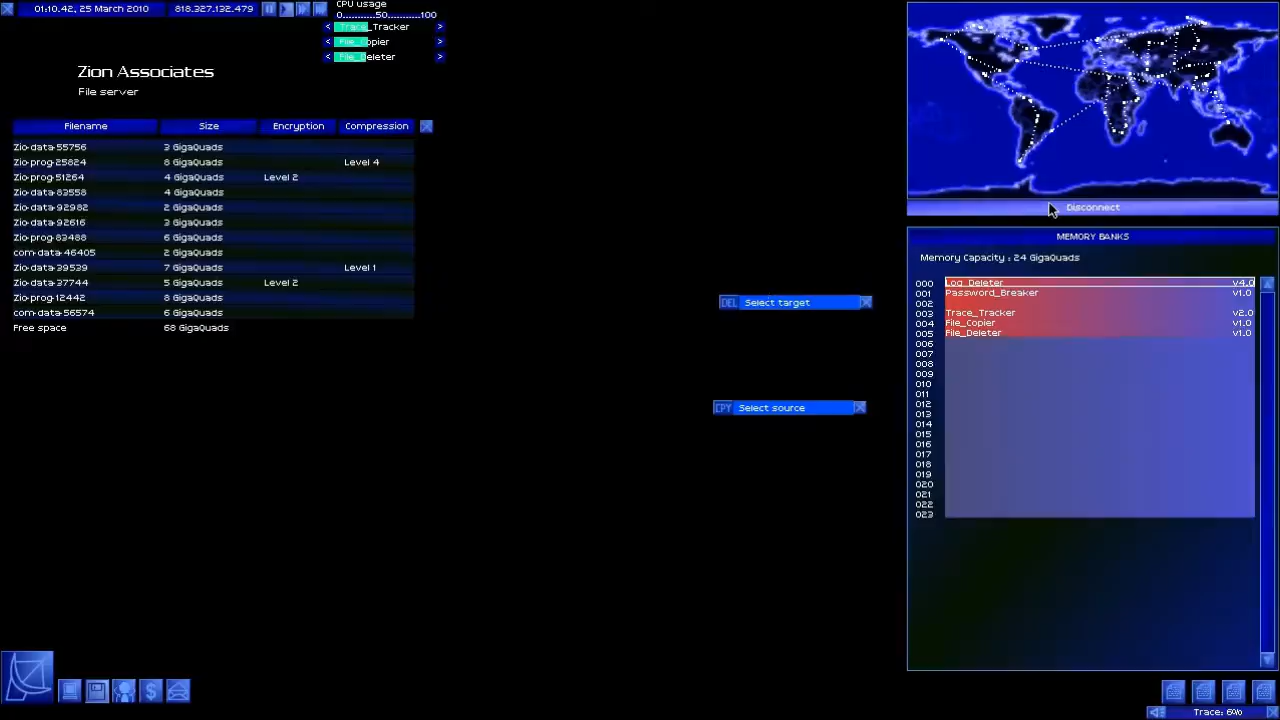 01:10.42, 25 March 2010
818.327.132.479
CPU usage
0..........50..........100
< Trace_Tracker >
< File_Copier >
< File_Deleter >
Zion Associates
File server
Filename Size Encryption Compression
Zio-data-55756 3 GigaQuads
Zio-prog-25824 8 GigaQuads Level 4
Zio-prog-51264 4 GigaQuads Level 2
Zio-data-83558 4 GigaQuads
Zio-data-92982 2 GigaQuads
Zio-data-92616 3 GigaQuads
Zio-prog-83488 6 GigaQuads
com-data-46405 2 GigaQuads
Zio-data-39539 7 GigaQuads Level 1
Zio-data-37744 5 GigaQuads Level 2
Zio-prog-12442 8 GigaQuads
com-data-56574 6 GigaQuads
Free space 68 GigaQuads
DEL Select target
CPY Select source
Disconnect
MEMORY BANKS
Memory Capacity : 24 GigaQuads
000 Log_Deleter v4.0
001 Password_Breaker v1.0
002
003 Trace_Tracker v2.0
004 File_Copier v1.0
005 File_Deleter v1.0
006
007
008
009
010
011
012
013
014
015
016
017
018
019
020
021
022
023
$
Trace: 6%